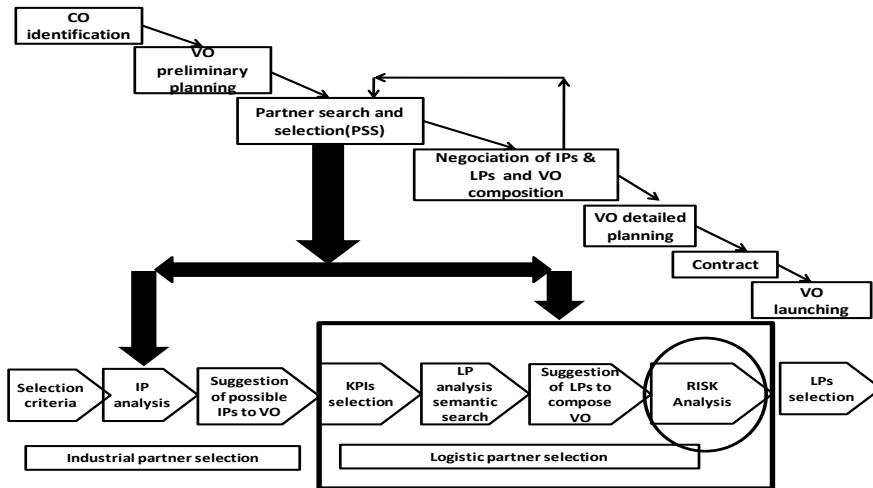 CO
identification
VO
preliminary
planning
Partner search and
selection(PSS)
Negociation of IPs &
LPs and VO
composition
VO detailed
planning
Contract
VO
launching
Selection
criteria
IP
analysis
Suggestion
of possible
IPs to VO
KPIs
selection
LP
analysis
semantic
search
Suggestion
of LPs to
compose
VO
RISK
Analysis
LPs
selection
Industrial partner selection
Logistic partner selection